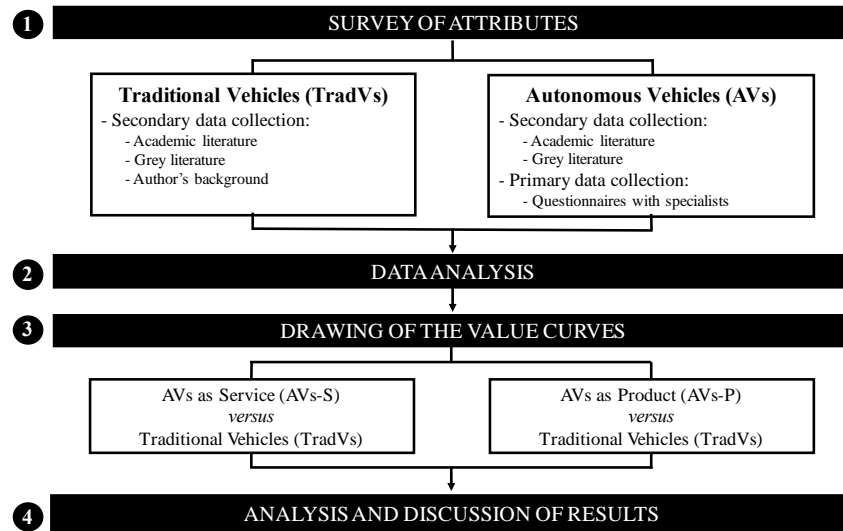 1 SURVEY OF ATTRIBUTES
Traditional Vehicles (TradVs)
- Secondary data collection:
- Academic literature
- Grey literature
- Author's background
Autonomous Vehicles (AVs)
- Secondary data collection:
- Academic literature
- Grey literature
- Primary data collection:
- Questionnaires with specialists
2 DATA ANALYSIS
3 DRAWING OF THE VALUE CURVES
AVs as Service (AVs-S)
versus
Traditional Vehicles (TradVs)
AVs as Product (AVs-P)
versus
Traditional Vehicles (TradVs)
4 ANALYSIS AND DISCUSSION OF RESULTS